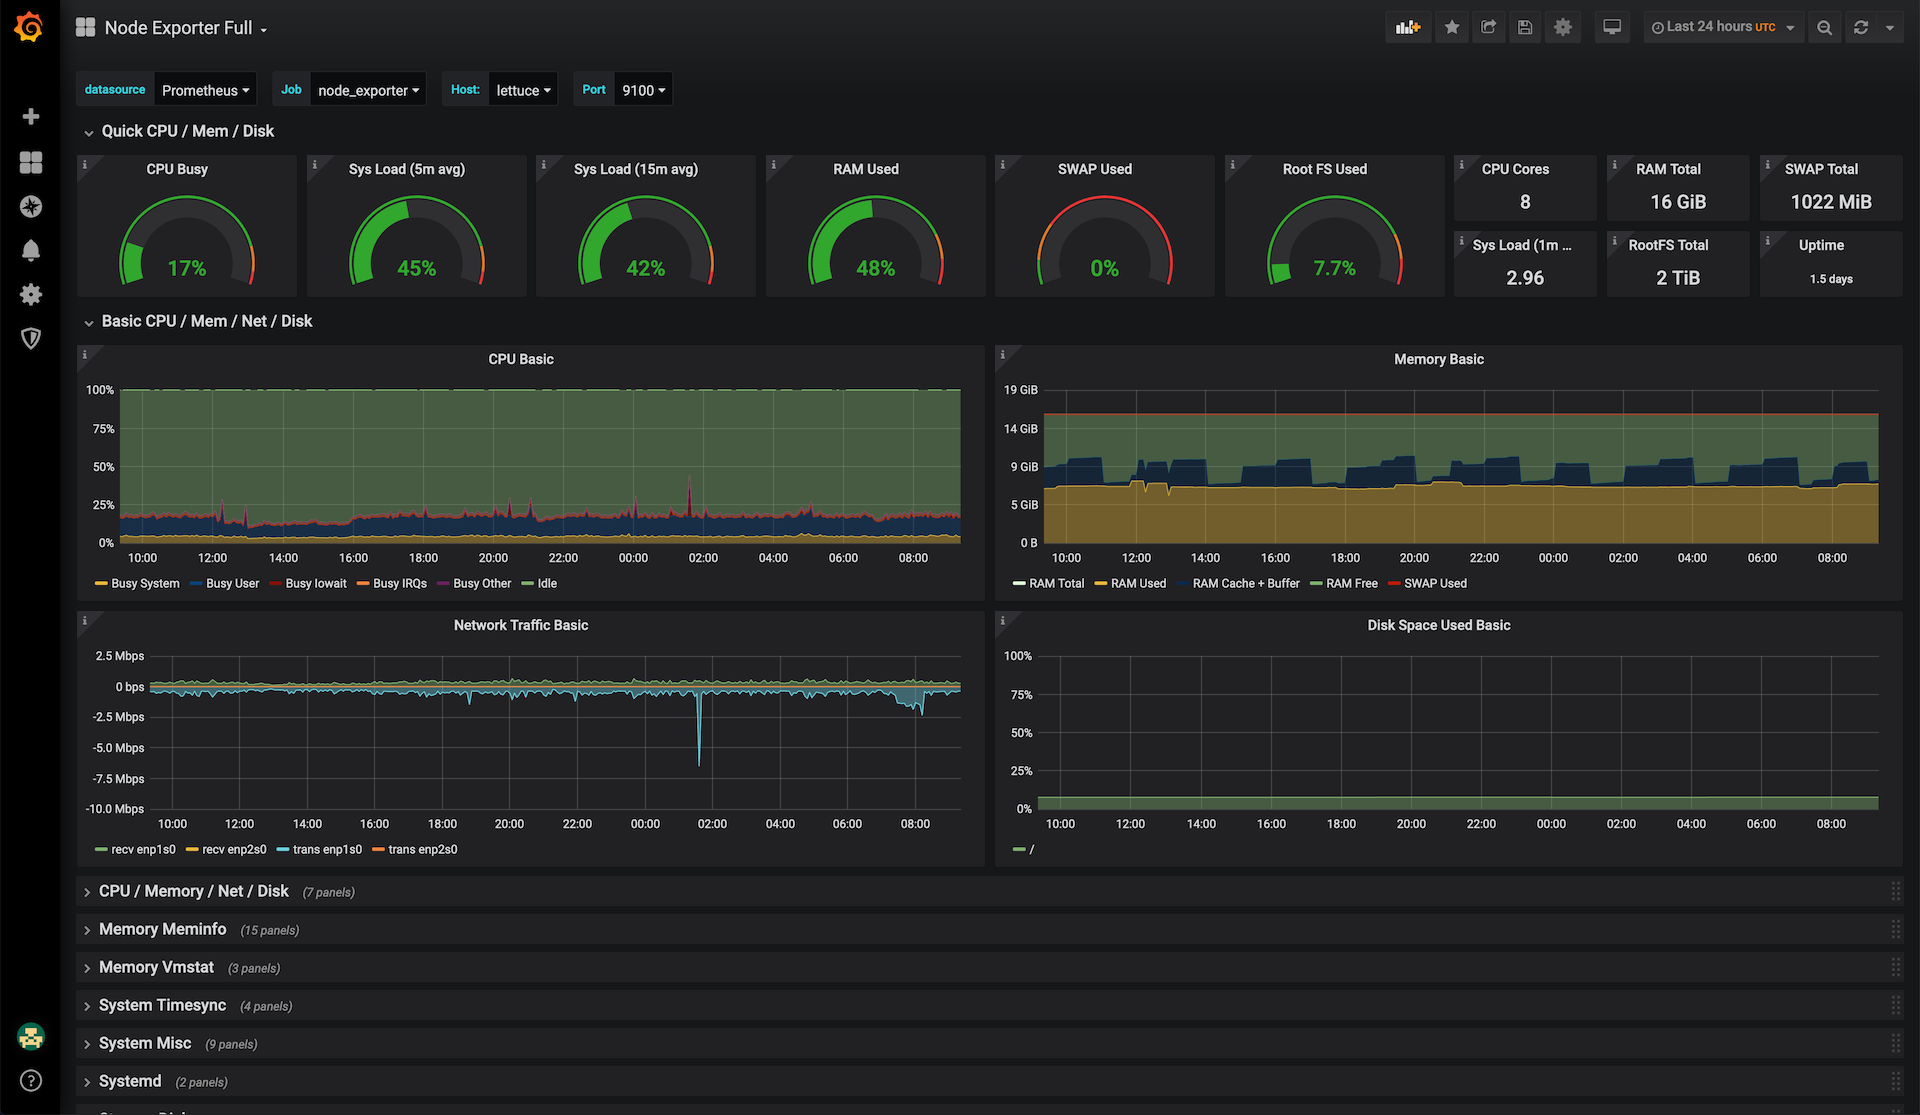 Node Exporter Full
Last 24 hours UTC
datasource Prometheus Job node_exporter Host: lettuce Port 9100
Quick CPU / Mem / Disk
CPU Busy
17%
Sys Load (5m avg)
45%
Sys Load (15m avg)
42%
RAM Used
48%
SWAP Used
0%
Root FS Used
7.7%
CPU Cores
8
RAM Total
16 GiB
SWAP Total
1022 MiB
Sys Load (1m ...
2.96
RootFS Total
2 TiB
Uptime
1.5 days
Basic CPU / Mem / Net / Disk
CPU Basic
100%
75%
50%
25%
0%
10:00 12:00 14:00 16:00 18:00 20:00 22:00 00:00 02:00 04:00 06:00 08:00
Busy System Busy User Busy Iowait Busy IRQs Busy Other Idle
Memory Basic
19 GiB
14 GiB
9 GiB
5 GiB
0 B
10:00 12:00 14:00 16:00 18:00 20:00 22:00 00:00 02:00 04:00 06:00 08:00
RAM Total RAM Used RAM Cache + Buffer RAM Free SWAP Used
Network Traffic Basic
2.5 Mbps
0 bps
-2.5 Mbps
-5.0 Mbps
-7.5 Mbps
-10.0 Mbps
10:00 12:00 14:00 16:00 18:00 20:00 22:00 00:00 02:00 04:00 06:00 08:00
recv enp1s0 recv enp2s0 trans enp1s0 trans enp2s0
Disk Space Used Basic
100%
75%
50%
25%
0%
10:00 12:00 14:00 16:00 18:00 20:00 22:00 00:00 02:00 04:00 06:00 08:00
/
CPU / Memory / Net / Disk (7 panels)
Memory Meminfo (15 panels)
Memory Vmstat (3 panels)
System Timesync (4 panels)
System Misc (9 panels)
Systemd (2 panels)